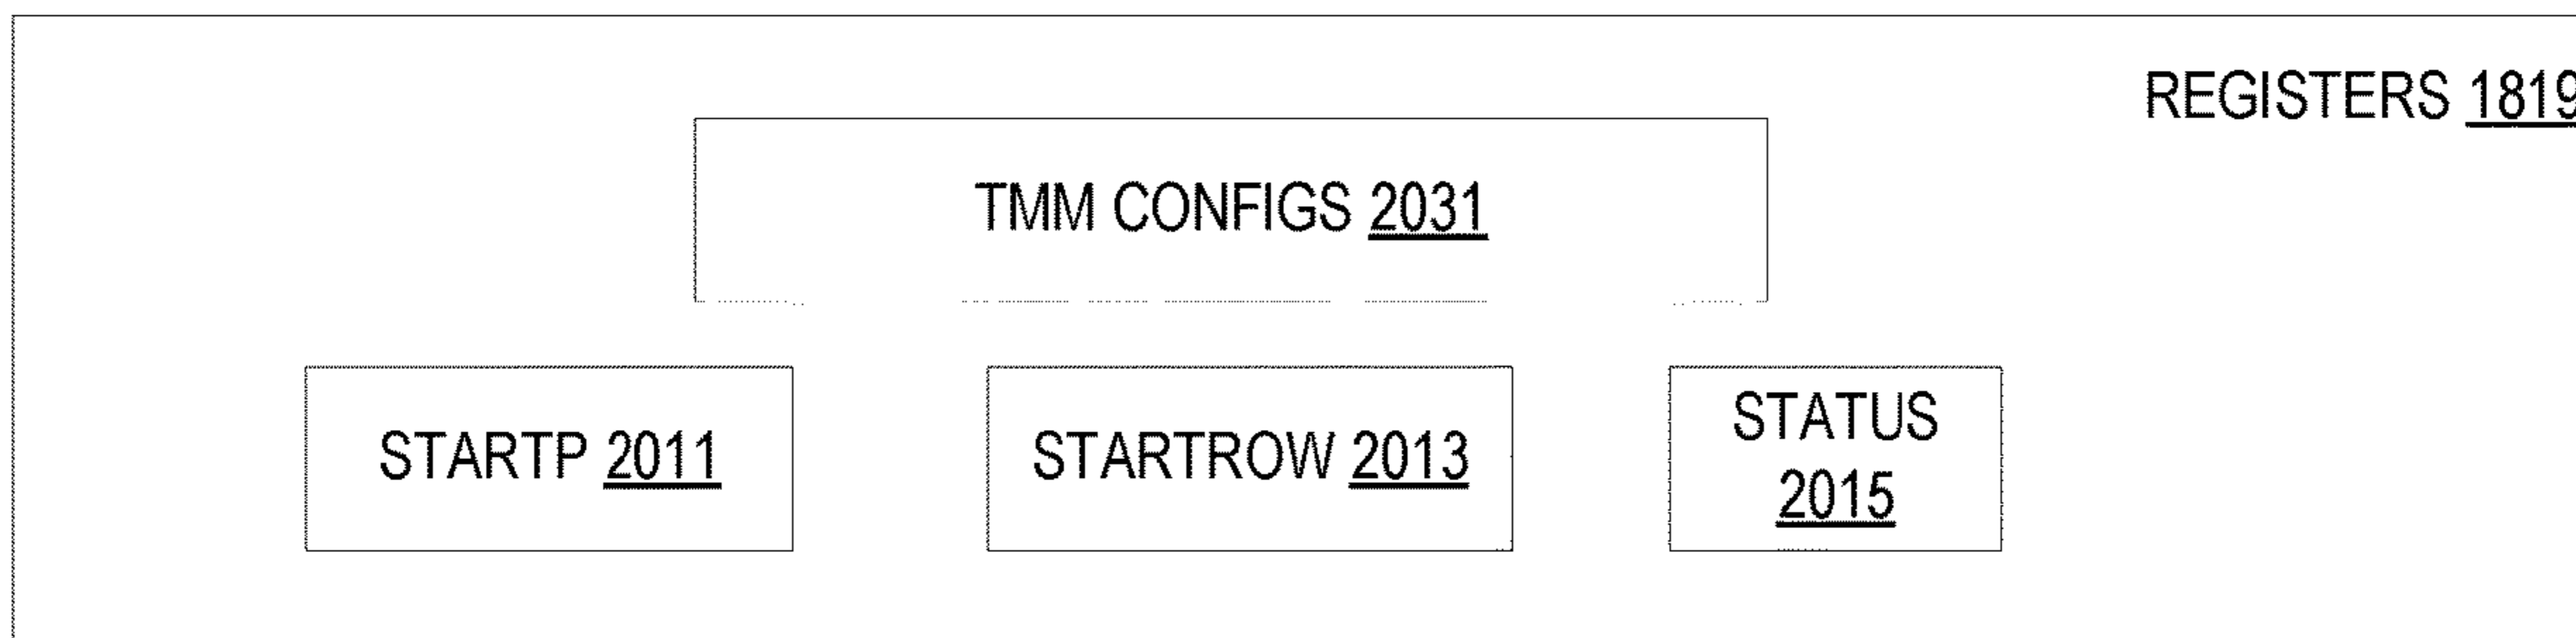 REGISTERS 1819
TMM CONFIGS 2031
STARTP 2011
STARTROW 2013
STATUS
2015